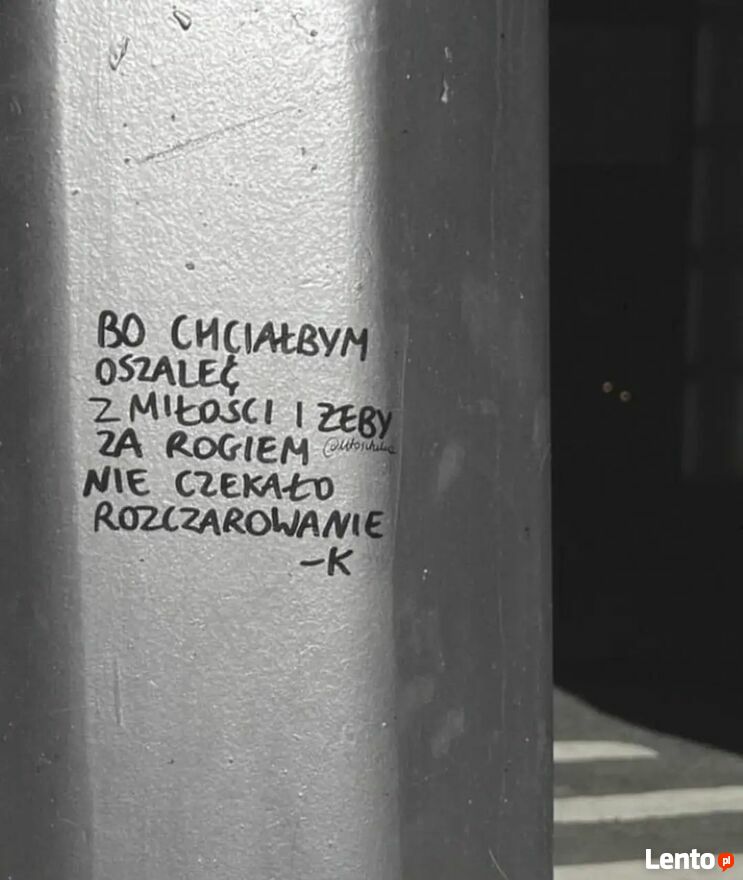 BO CHCIAŁBYM
OSZALEĆ
Z MIŁOŚCI I ŻEBY
ZA ROGIEM
NIE CZEKAŁO
ROZCZAROWANIE
-K
Lento pl